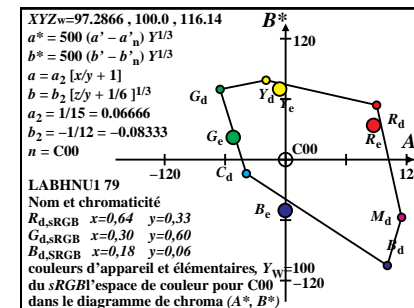 XYZw=97.2866 , 100.0 , 116.14
a* = 500 (a' - a'n) Y1/3
b* = 500 (b' - b'n) Y1/3
a = a2 [x/y + 1]
b = b2 [z/y + 1/6 ]1/3
a2 = 1/15 = 0.06666
b2 = -1/12 = -0.08333
n = C00
LABHNU1 79
Nom et chromaticité
Rd,sRGB x=0,64 y=0,33
Gd,sRGB x=0,30 y=0,60
Bd,SRGB x=0,18 y=0,06
couleurs d'appareil et élémentaires, YW=100
du sRGBl'espace de couleur pour C00
dans le diagramme de chroma (A*, B*)
B*
120
Gd
Yd
Ye
Rd
Re
Ge
C00
-120
Cd
Be
Md
Bd
-120